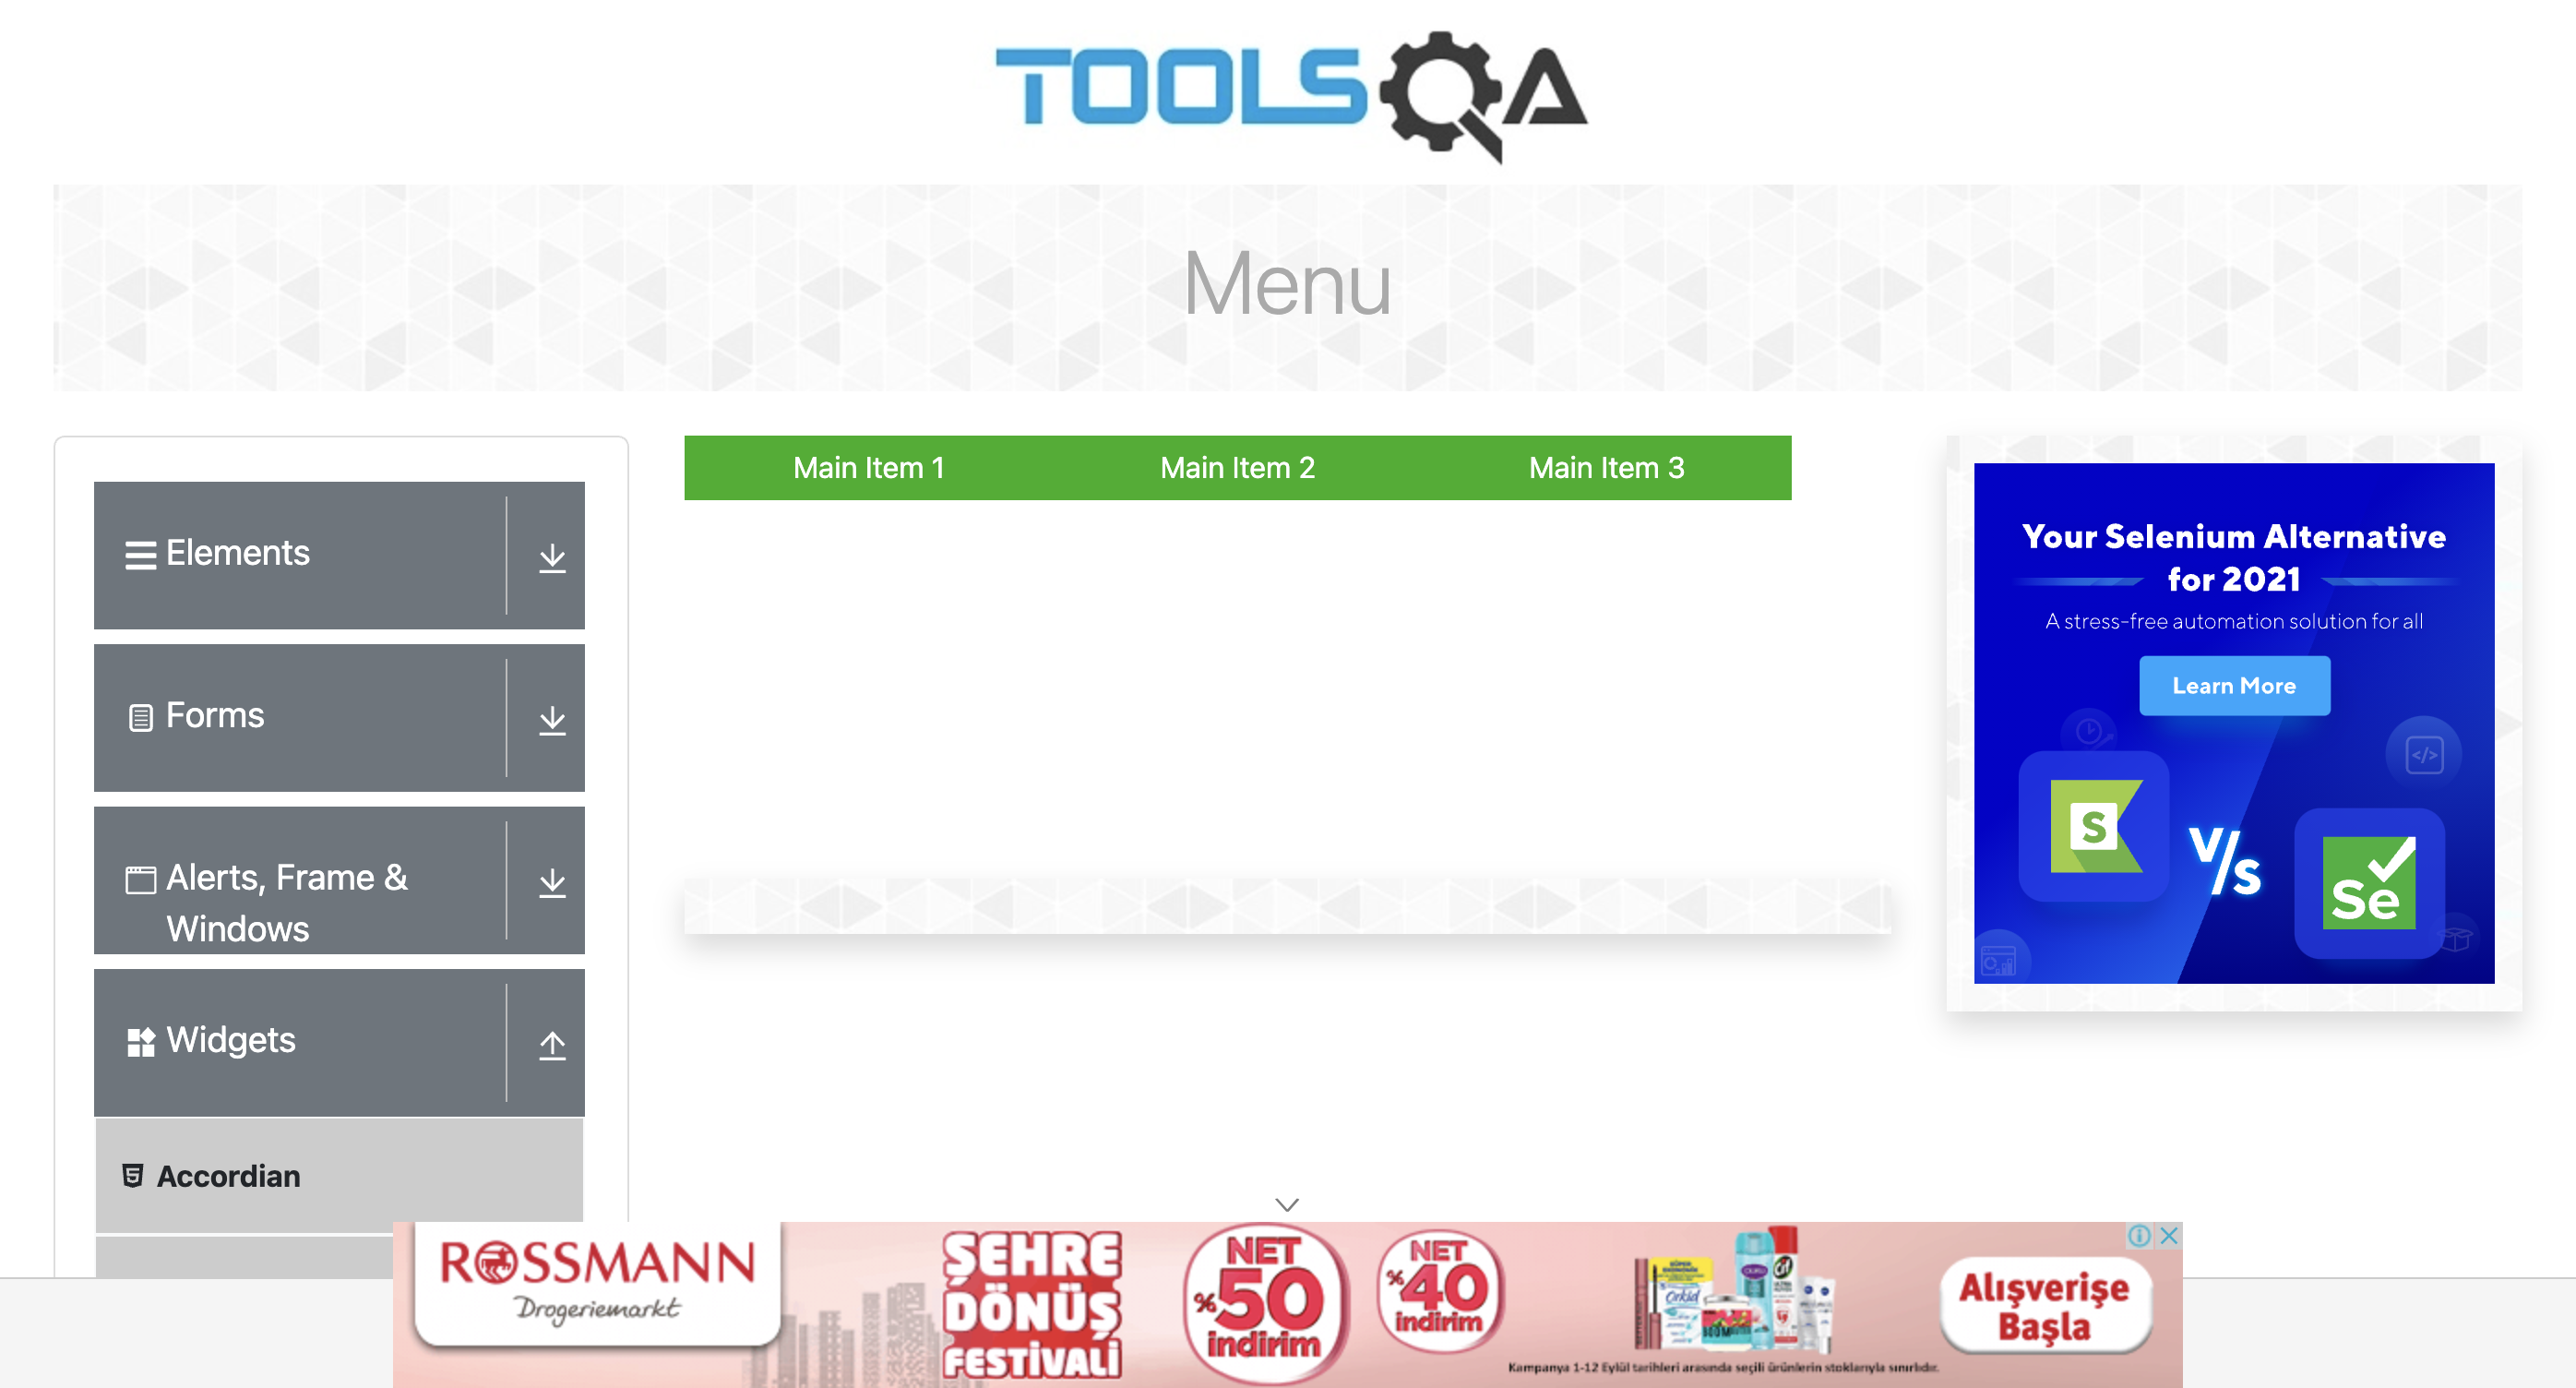 TOOLSQA
Menu
Main Item 1
Main Item 2
Main Item 3
Elements
Forms
Alerts, Frame &
Windows
Widgets
Accordian
Your Selenium Alternative
for 2021
A stress-free automation solution for all
Learn More
S
V/s
Se
ROSSMANN
Drogeriemarkt
ŞEHRE
DÖNÜŞ
FESTİVALİ
NET
%50
indirim
NET
%40
indirim
Orkid
Alışverişe
Başla
Kampanya 1-12 Eylül tarihleri arasında seçili ürünlerin stoklarıyla sınırlıdır.